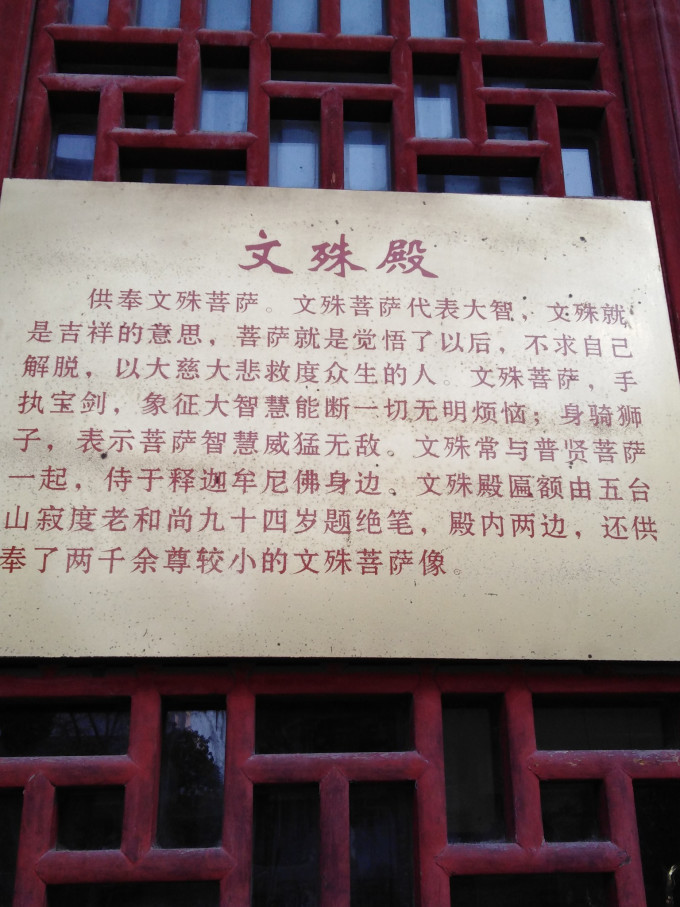 文殊殿
供奉文殊菩萨。文殊菩萨代表大智，文殊就
是吉祥的意思，菩萨就是觉悟了以后，不求自己
解脱，以大慈大悲救度众生的人。文殊菩萨，手
执宝剑，象征大智慧能断一切无明烦恼；身骑狮
子，表示菩萨智慧威猛无敌。文殊常与普贤菩萨
一起，侍于释迦牟尼佛身边。文殊殿匾额由五台
山寂度老和尚九十四岁题绝笔，殿内两边，还供
奉了两千余尊较小的文殊菩萨像。